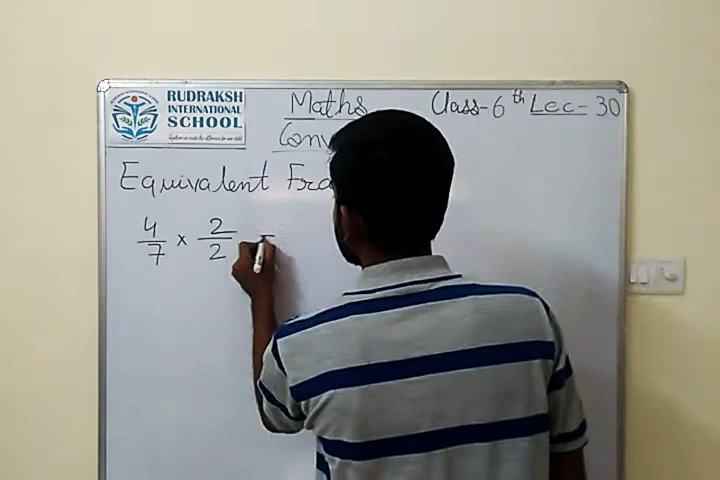 RUDRAKSH
INTERNATIONAL
SCHOOL
Maths
Class-6th Lec-30
Equivalent
4/7 × 2/2